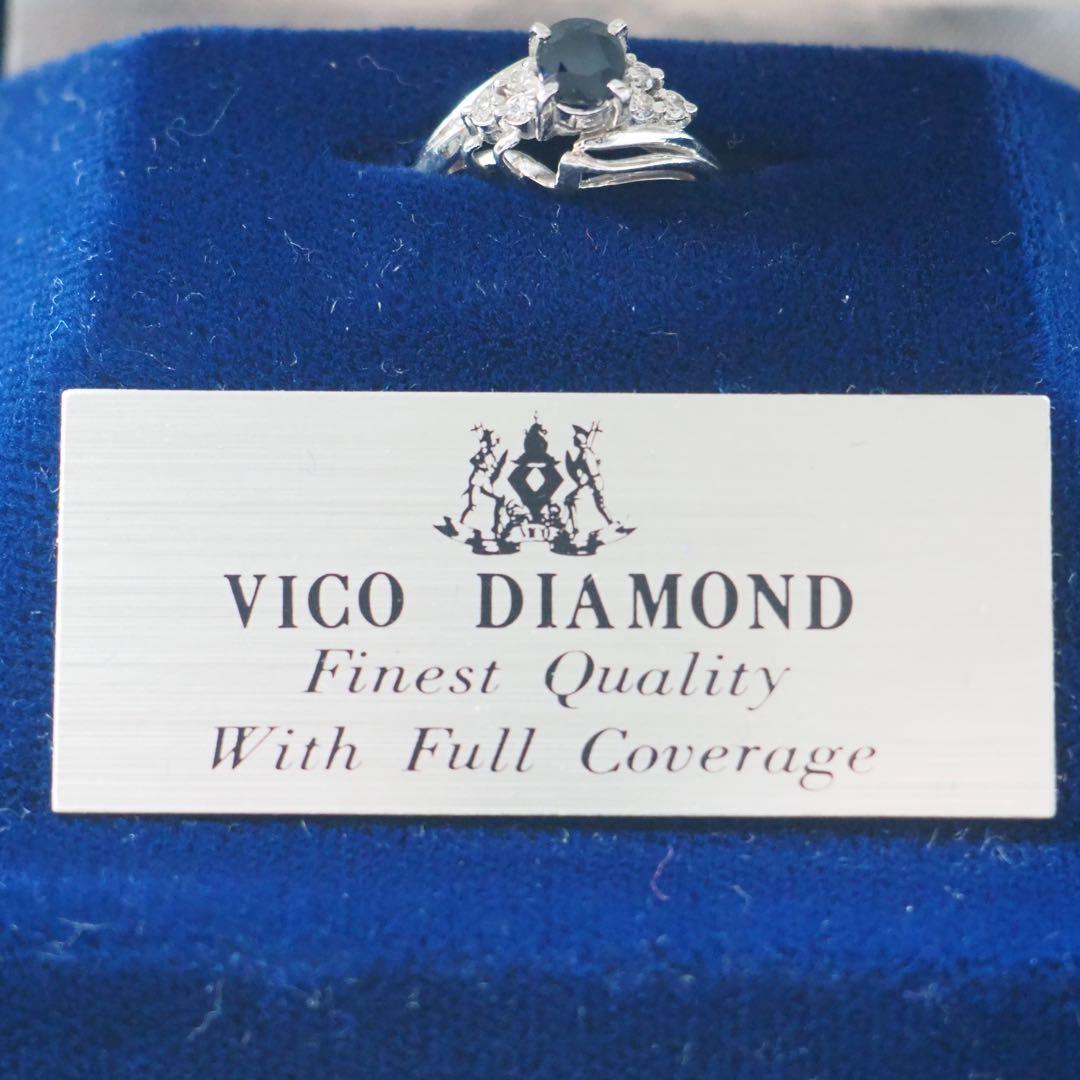 VICO DIAMOND
Finest Quality
With Full Coverage